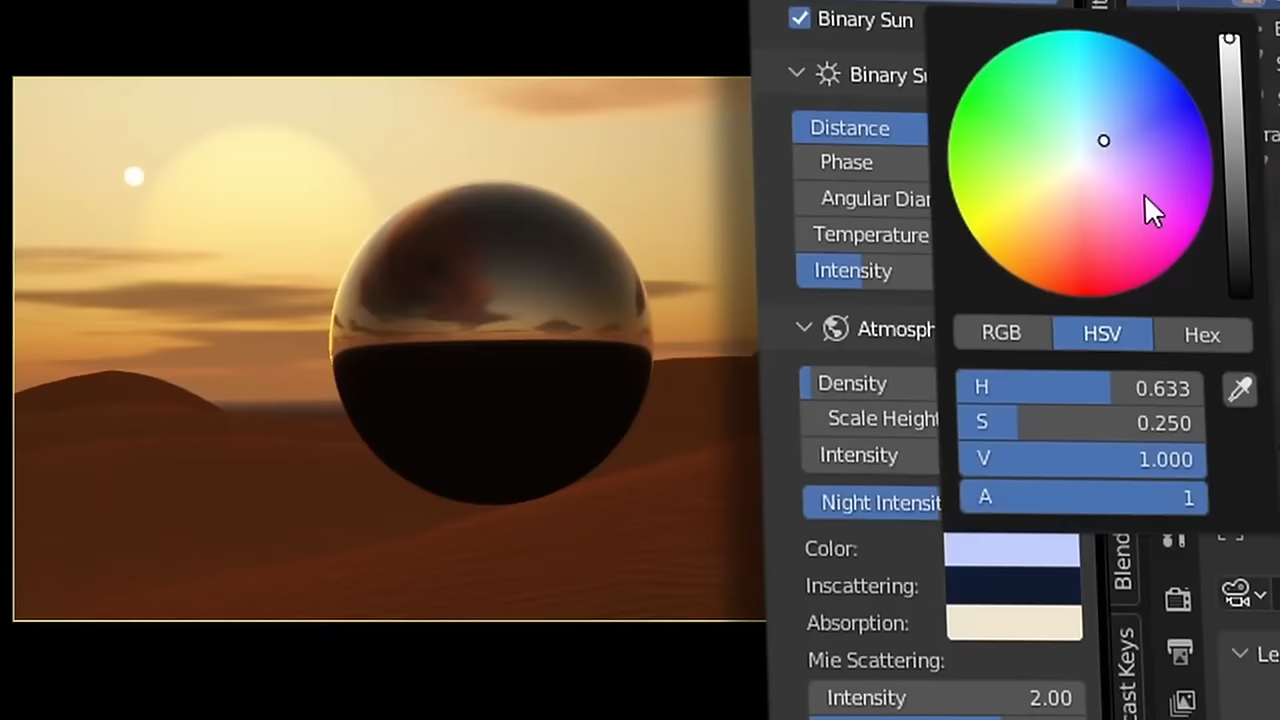 Binary Sun
Binary Su
Distance
Phase
Angular Diar
Temperature
Intensity
Atmosph
Density
Scale Height
Intensity
Night Intensit
Color:
Inscattering:
Absorption:
Mie Scattering:
Intensity 2.00
RGB HSV Hex
H 0.633
S 0.250
V 1.000
A 1
Blend
ast Keys
Le